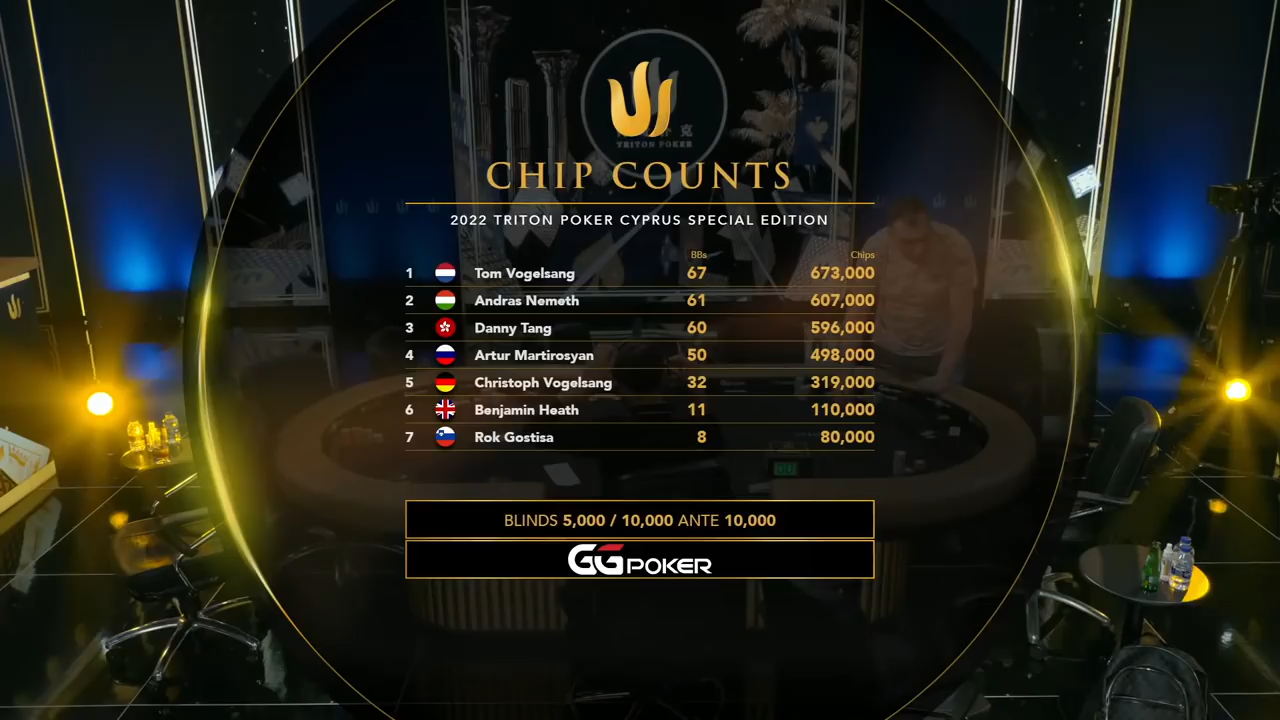 克
TRITON POKER
CHIP COUNTS
2022 TRITON POKER CYPRUS SPECIAL EDITION
BBs Chips
1 Tom Vogelsang 67 673,000
2 Andras Nemeth 61 607,000
3 Danny Tang 60 596,000
4 Artur Martirosyan 50 498,000
5 Christoph Vogelsang 32 319,000
6 Benjamin Heath 11 110,000
7 Rok Gostisa 8 80,000
BLINDS 5,000 / 10,000 ANTE 10,000
GGPOKER